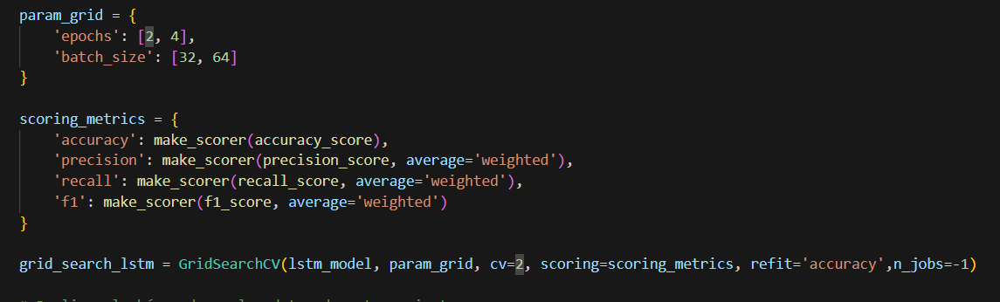 param_grid = {
    'epochs': [2, 4],
    'batch_size': [32, 64]
}
scoring_metrics = {
    'accuracy': make_scorer(accuracy_score),
    'precision': make_scorer(precision_score, average='weighted'),
    'recall': make_scorer(recall_score, average='weighted'),
    'f1': make_scorer(f1_score, average='weighted')
}
grid_search_lstm = GridSearchCV(lstm_model, param_grid, cv=2, scoring=scoring_metrics, refit='accuracy',n_jobs=-1)